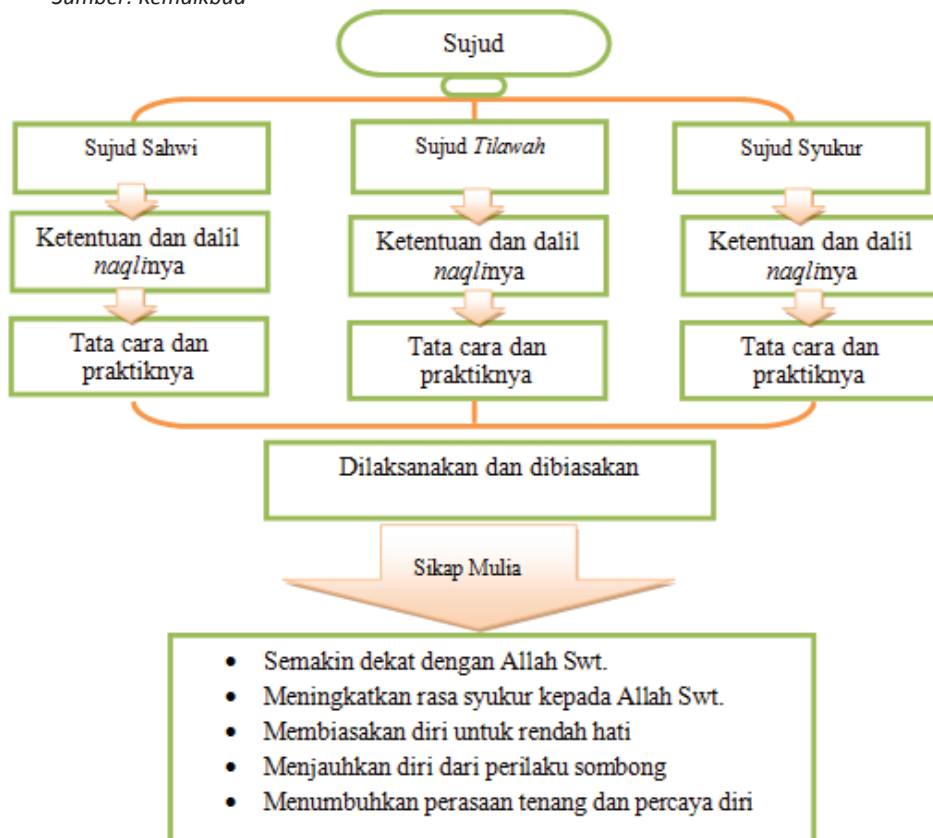 Sumber: Kemdikbud
Sujud
Sujud Sahwi
Sujud Tilawah
Sujud Syukur
Ketentuan dan dalil
naqlinya
Ketentuan dan dalil
naqlinya
Ketentuan dan dalil
naqlinya
Tata cara dan
praktiknya
Tata cara dan
praktiknya
Tata cara dan
praktiknya
Dilaksanakan dan dibiasakan
Sikap Mulia
• Semakin dekat dengan Allah Swt.
• Meningkatkan rasa syukur kepada Allah Swt.
• Membiasakan diri untuk rendah hati
• Menjauhkan diri dari perilaku sombong
• Menumbuhkan perasaan tenang dan percaya diri